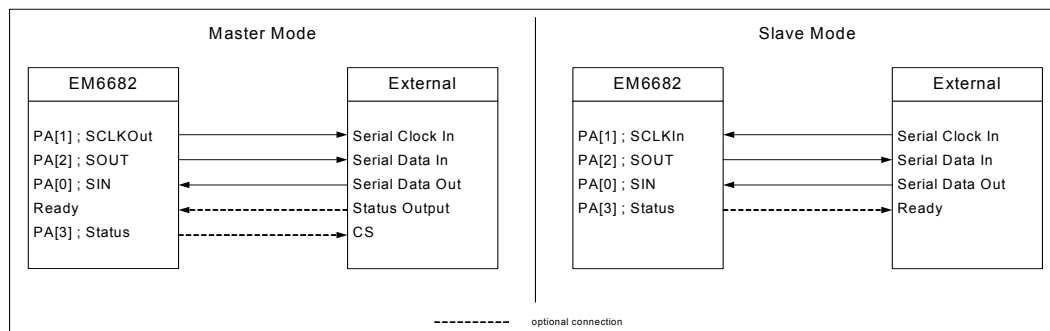 Master Mode
Slave Mode
EM6682
External
EM6682
External
PA[1] ; SCLKOut
Serial Clock In
PA[2] ; SOUT
Serial Data In
PA[0] ; SIN
Serial Data Out
Ready
Status Output
PA[3] ; Status
CS
PA[1] ; SCLKIn
Serial Clock In
PA[2] ; SOUT
Serial Data In
PA[0] ; SIN
Serial Data Out
PA[3] ; Status
Ready
optional connection